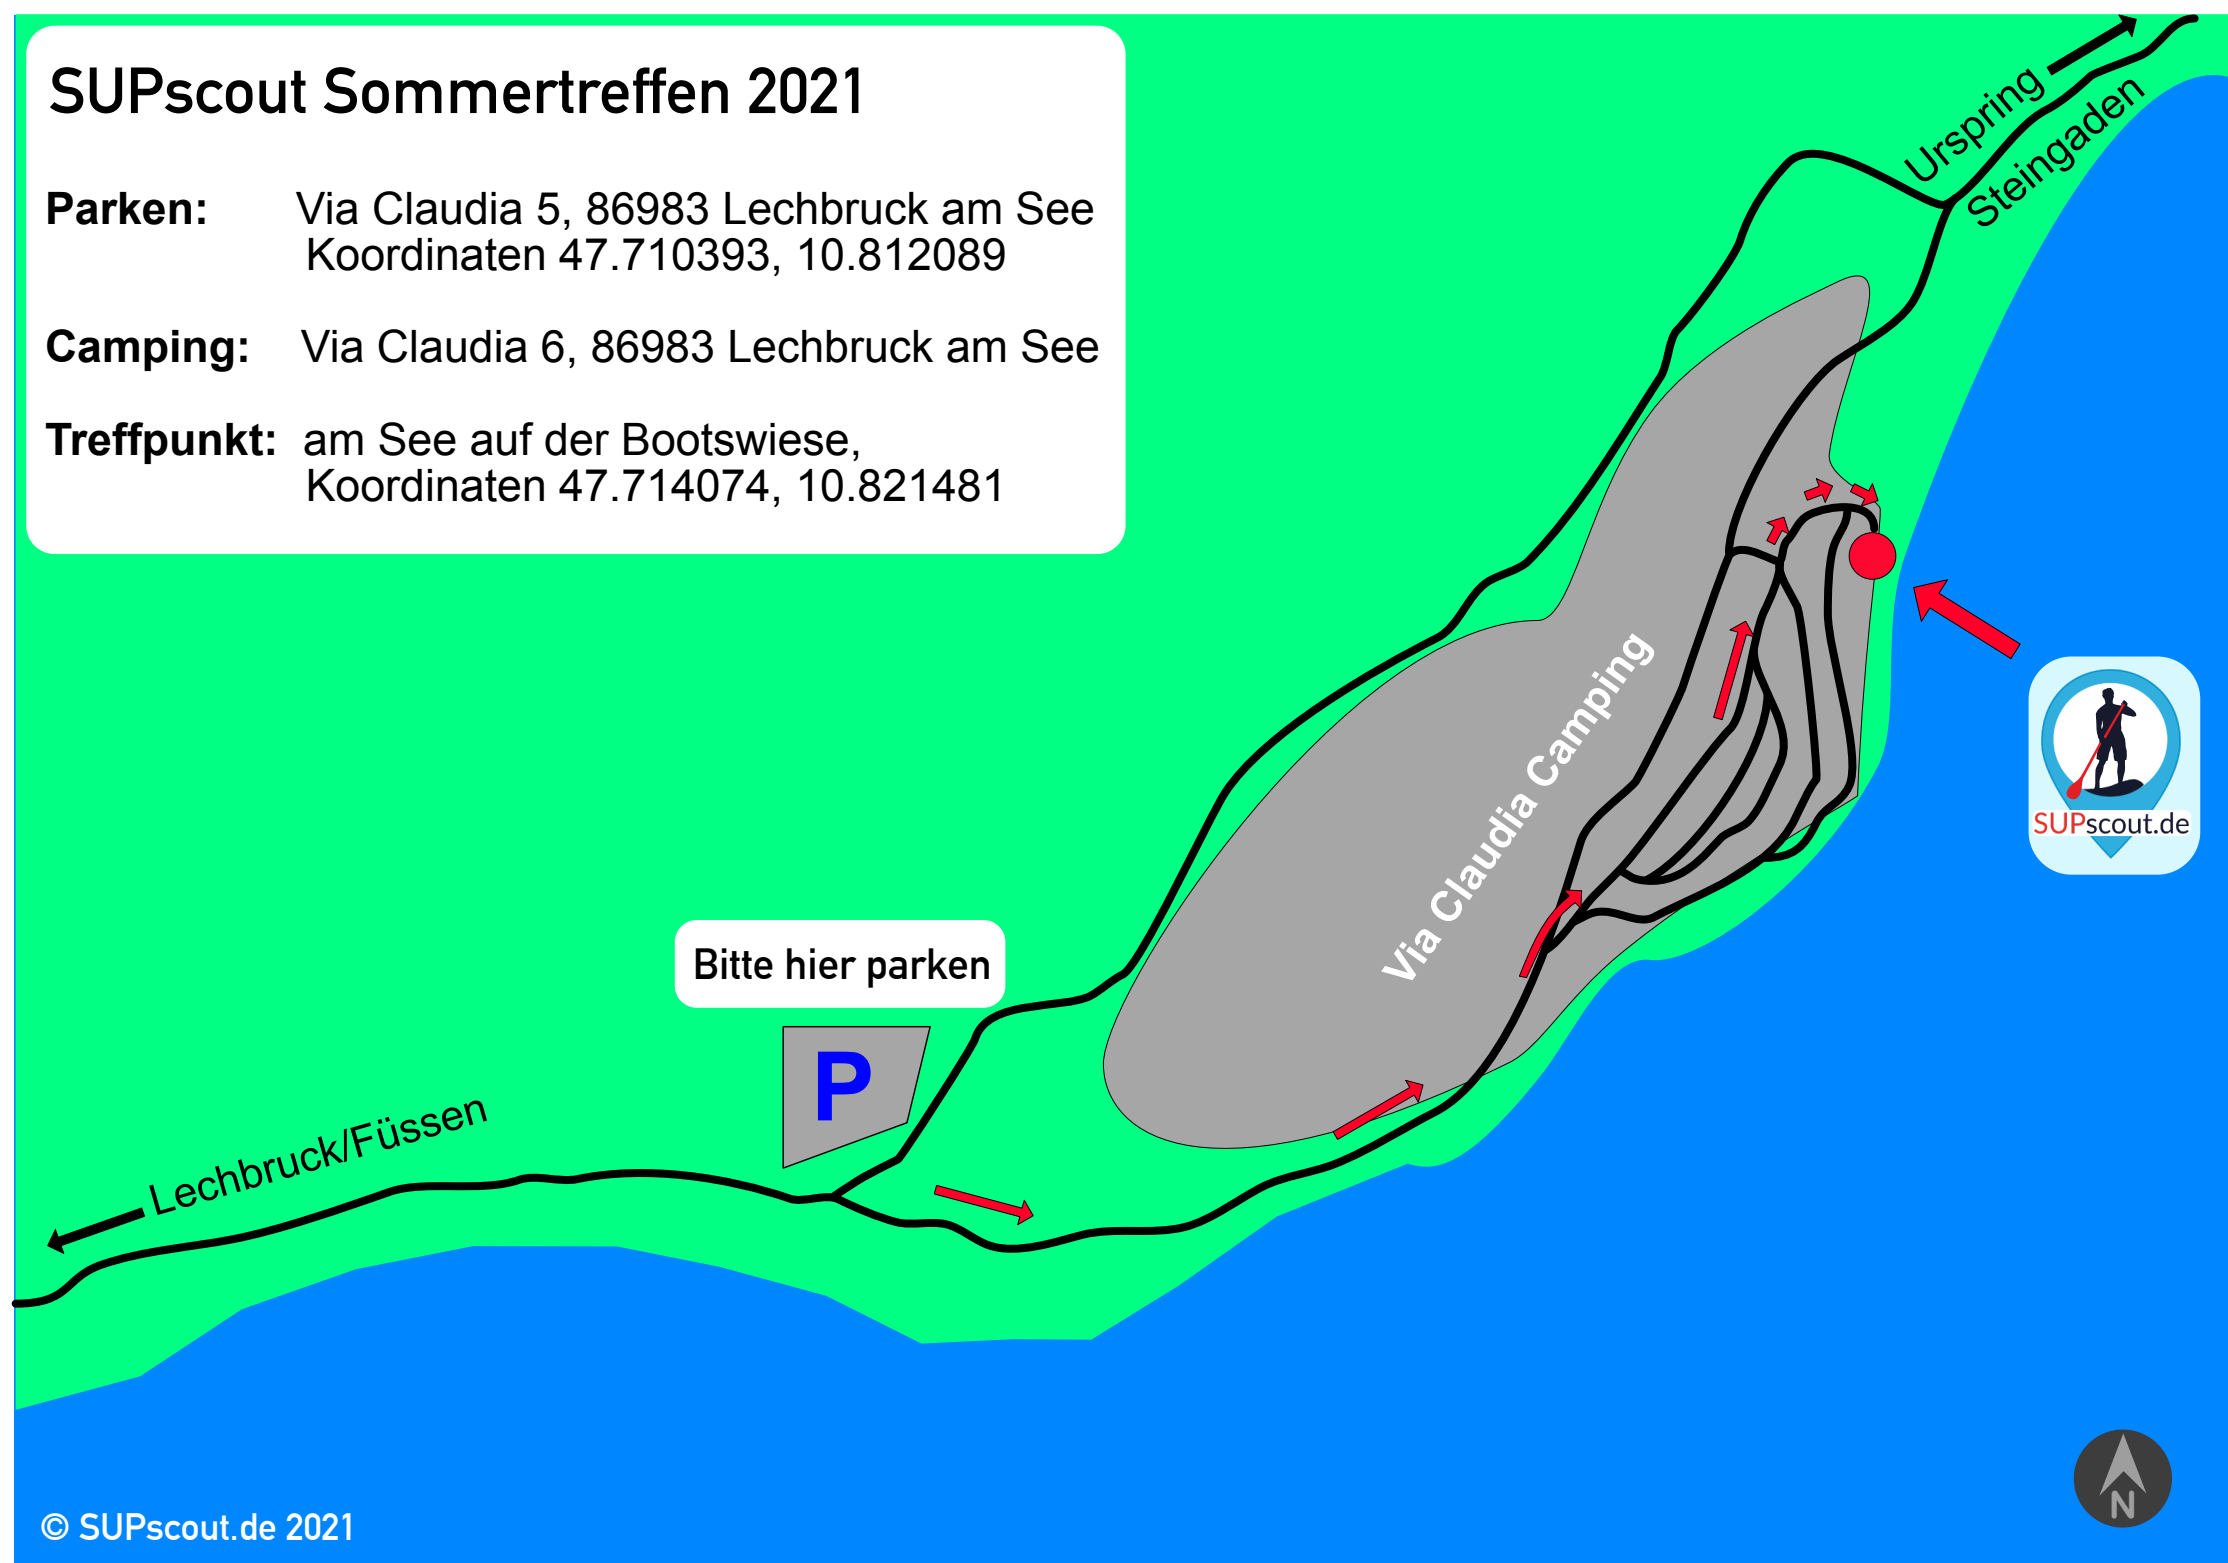 SUPscout Sommertreffen 2021
Parken: Via Claudia 5, 86983 Lechbruck am See
Koordinaten 47.710393, 10.812089
Camping: Via Claudia 6, 86983 Lechbruck am See
Treffpunkt: am See auf der Bootswiese,
Koordinaten 47.714074, 10.821481
Urspring
Steingaden
Via Claudia Camping
SUPscout.de
Bitte hier parken
P
Lechbruck/Füssen
N
© SUPscout.de 2021